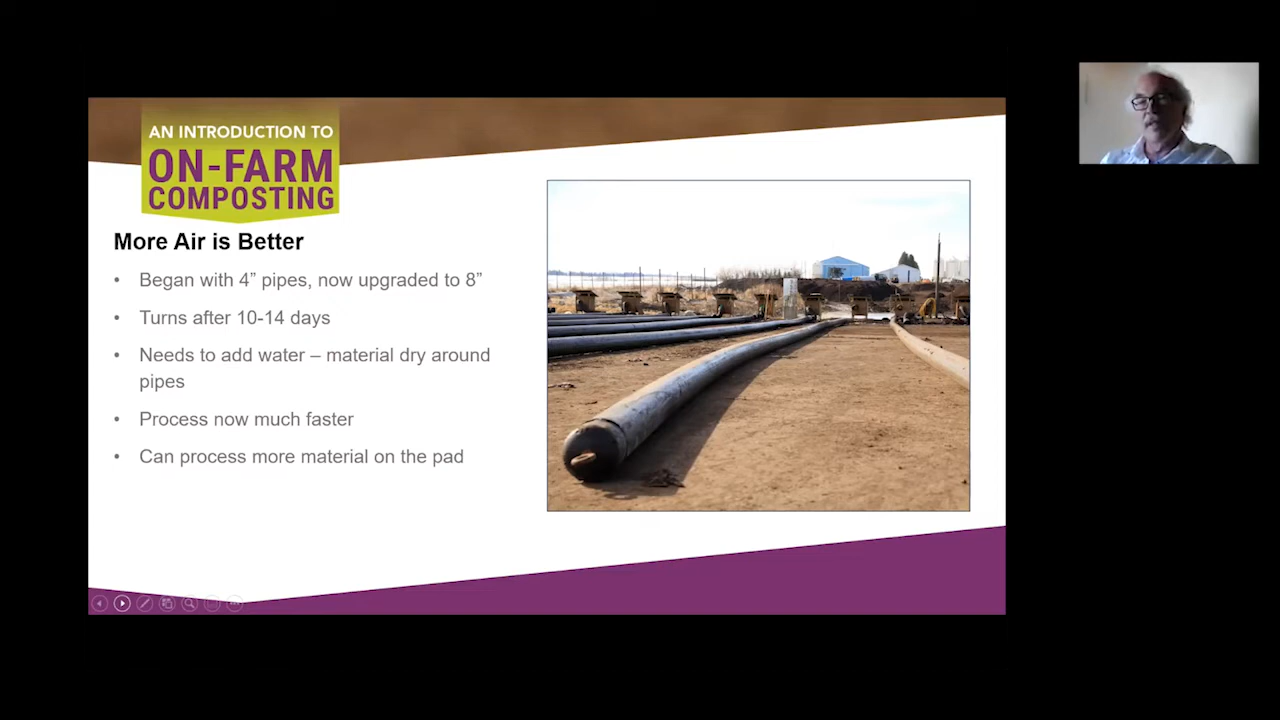 AN INTRODUCTION TO
ON-FARM
COMPOSTING
More Air is Better
• Began with 4” pipes, now upgraded to 8”
• Turns after 10-14 days
• Needs to add water – material dry around
pipes
• Process now much faster
• Can process more material on the pad